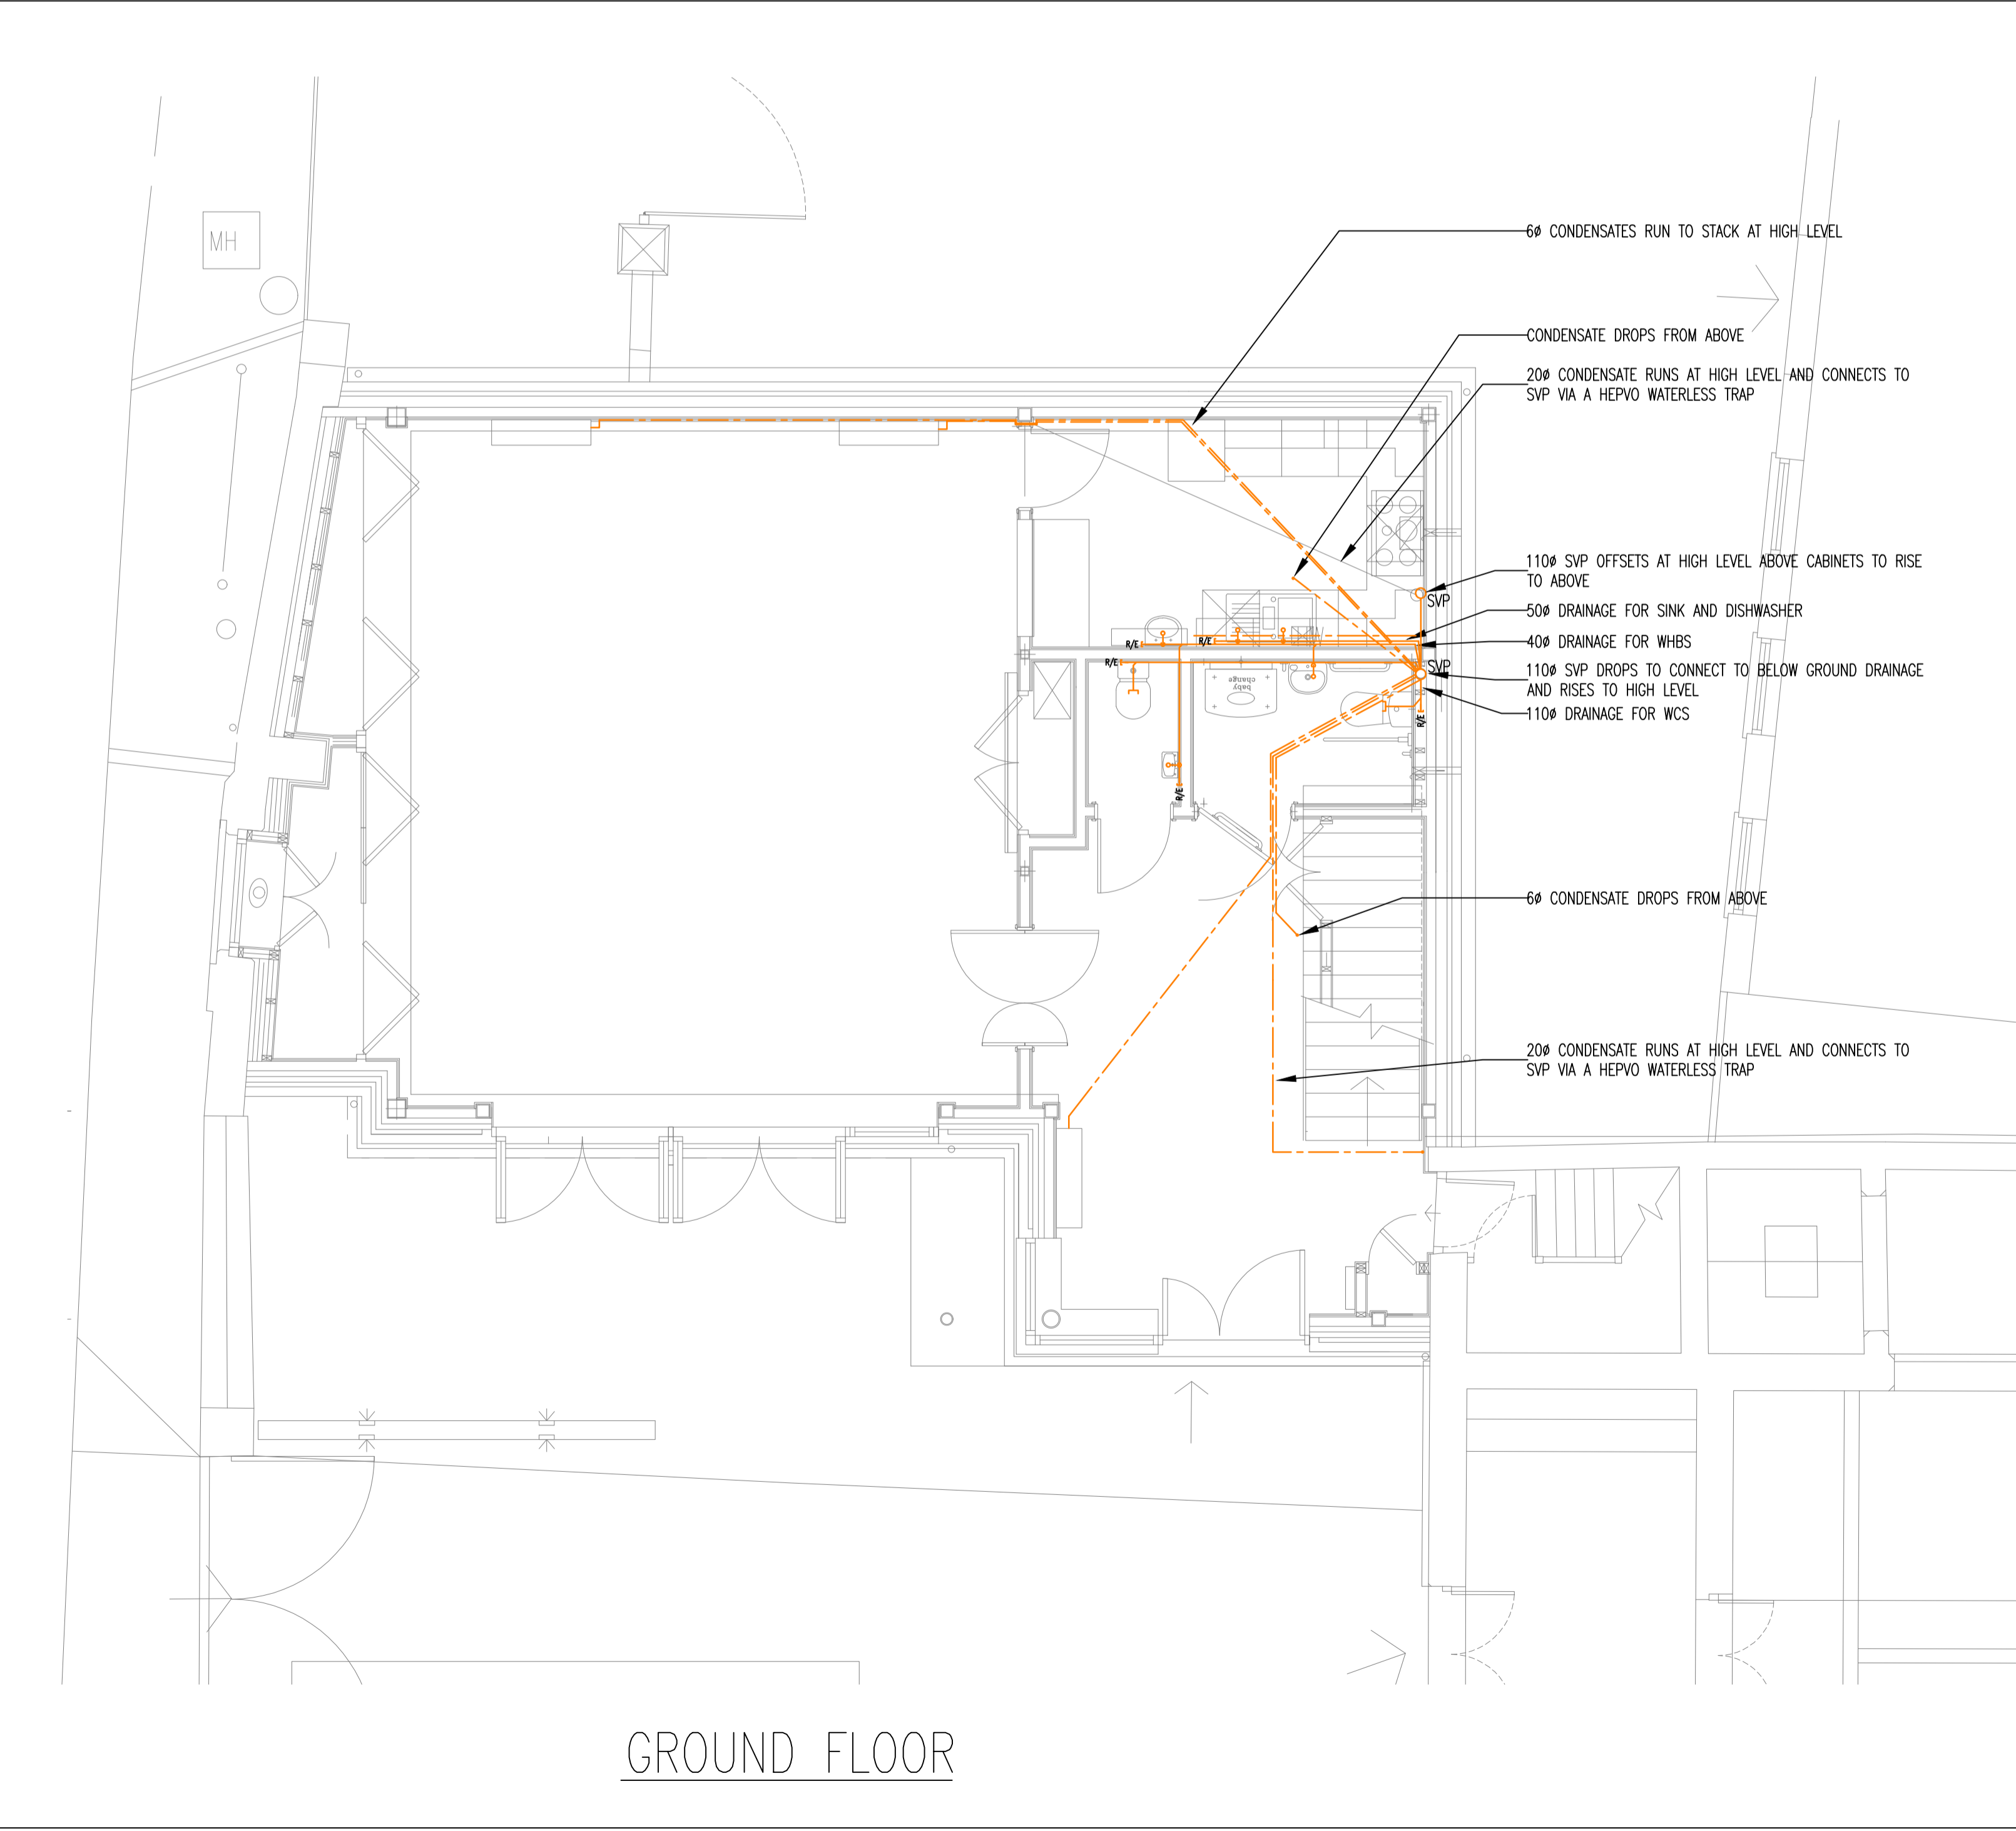 MH
6ø CONDENSATES RUN TO STACK AT HIGH LEVEL
CONDENSATE DROPS FROM ABOVE
20ø CONDENSATE RUNS AT HIGH LEVEL AND CONNECTS TO
SVP VIA A HEPVO WATERLESS TRAP
110ø SVP OFFSETS AT HIGH LEVEL ABOVE CABINETS TO RISE
TO ABOVE
SVP
50ø DRAINAGE FOR SINK AND DISHWASHER
R/E
R/E
40ø DRAINAGE FOR WHBS
R/E
SVP
110ø SVP DROPS TO CONNECT TO BELOW GROUND DRAINAGE
AND RISES TO HIGH LEVEL
baby
change
110ø DRAINAGE FOR WCS
R/E
R/E
6ø CONDENSATE DROPS FROM ABOVE
20ø CONDENSATE RUNS AT HIGH LEVEL AND CONNECTS TO
SVP VIA A HEPVO WATERLESS TRAP
GROUND FLOOR